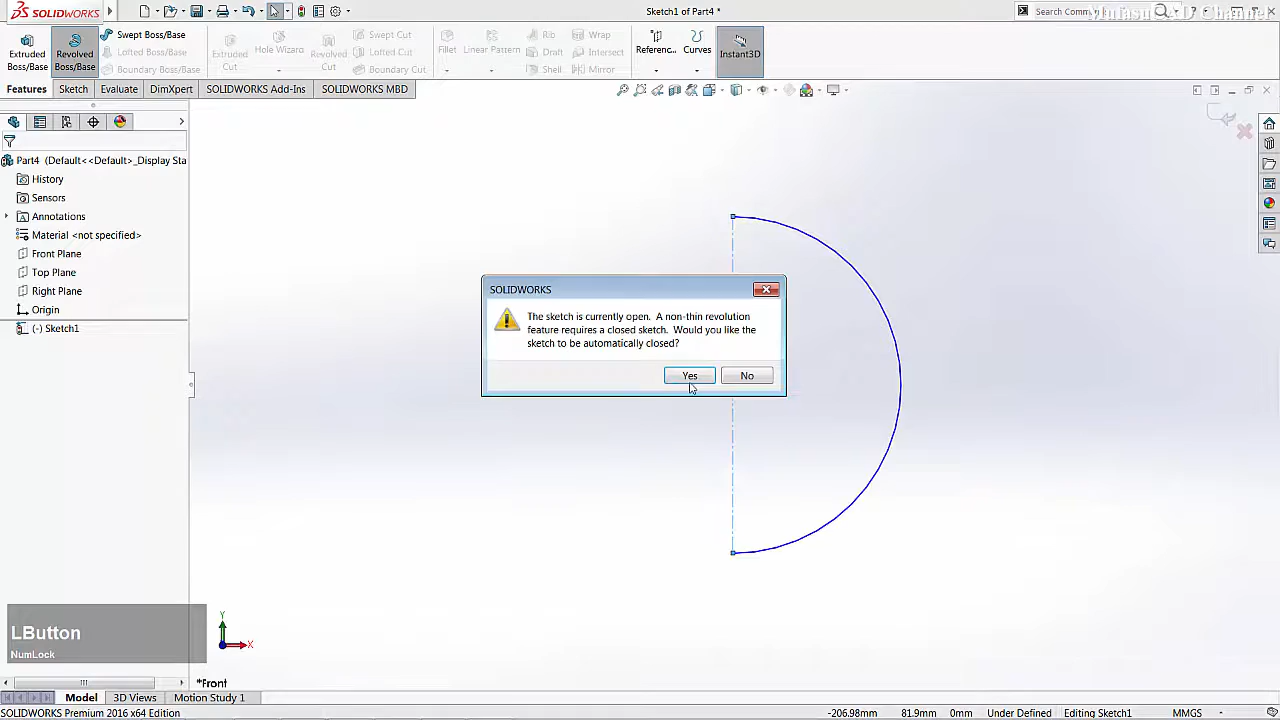 SOLIDWORKS
Sketch1 of Part4 *
Search Comm
Mufasu CAD Channel
Extruded Boss/Base
Revolved Boss/Base
Swept Boss/Base
Lofted Boss/Base
Boundary Boss/Base
Extruded Cut
Hole Wizard
Revolved Cut
Swept Cut
Lofted Cut
Boundary Cut
Fillet
Linear Pattern
Rib
Draft
Shell
Wrap
Intersect
Mirror
Referenc...
Curves
Instant3D
Features
Sketch
Evaluate
DimXpert
SOLIDWORKS Add-Ins
SOLIDWORKS MBD
Part4 (Default<<Default>_Display Sta
History
Sensors
Annotations
Material <not specified>
Front Plane
Top Plane
Right Plane
Origin
(-) Sketch1
SOLIDWORKS
The sketch is currently open. A non-thin revolution
feature requires a closed sketch. Would you like the
sketch to be automatically closed?
Yes
No
LButton
NumLock
Y
X
*Front
Model
3D Views
Motion Study 1
SOLIDWORKS Premium 2016 x64 Edition
-206.98mm
81.9mm
0mm
Under Defined
Editing Sketch1
MMGS